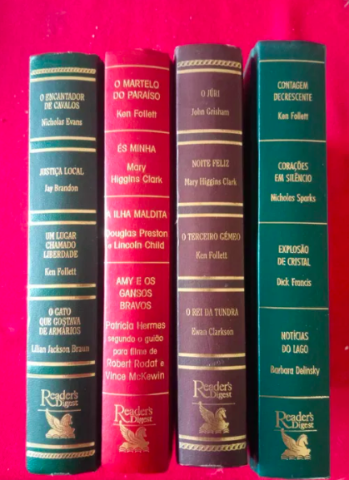 O ENCANTADOR
DE CAVALOS
Nicholas Evans
JUSTIÇA LOCAL
Jay Brandon
UM LUGAR
CHAMADO
LIBERDADE
Ken Follett
O GATO
QUE GOSTAVA
DE ARMÁRIOS
Lilian Jackson Braun
Reader's
Digest
O MARTELO
DO PARAÍSO
Ken Follett
ÉS MINHA
Mary
Higgins Clark
A ILHA MALDITA
Douglas Preston
e Lincoln Child
AMY E OS
GANSOS
BRAVOS
Patricia Hermes
segundo o guião
para filme de
Robert Rodat e
Vince McKewin
Reader's
Digest
O JÚRI
John Grisham
NOITE FELIZ
Mary Higgins Clark
O TERCEIRO GÉMEO
Ken Follett
O REI DA TUNDRA
Ewan Clarkson
Reader's
Digest
CONTAGEM
DECRESCENTE
Ken Follett
CORAÇÕES
EM SILÊNCIO
Nicholas Sparks
EXPLOSÃO
DE CRISTAL
Dick Francis
NOTÍCIAS
DO LAGO
Barbara Delinsky
Reader's
Digest